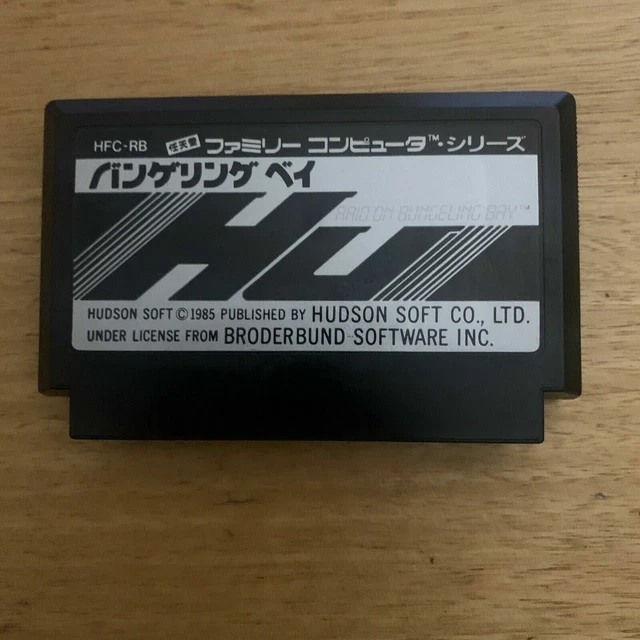 HFC-RB 任天堂 ファミリー コンピュータ™・シリーズ
バンゲリング ベイ
RAID ON BUNGELING BAY™
HU
HUDSON SOFT © 1985 PUBLISHED BY HUDSON SOFT CO., LTD.
UNDER LICENSE FROM BRODERBUND SOFTWARE INC.